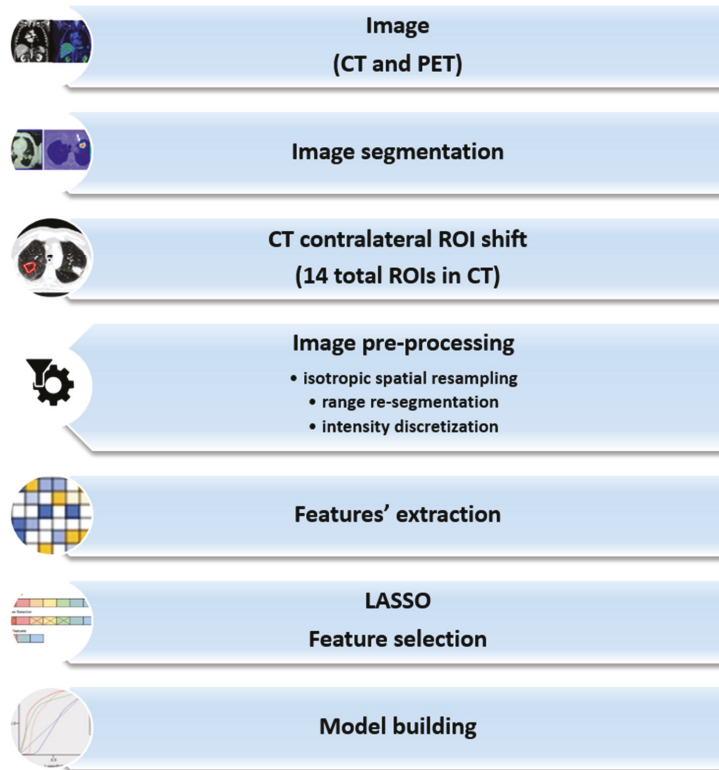 Image
(CT and PET)
Image segmentation
CT contralateral ROI shift
(14 total ROIs in CT)
Image pre-processing
• isotropic spatial resampling
• range re-segmentation
• intensity discretization
Features’ extraction
LASSO
Feature selection
Model building